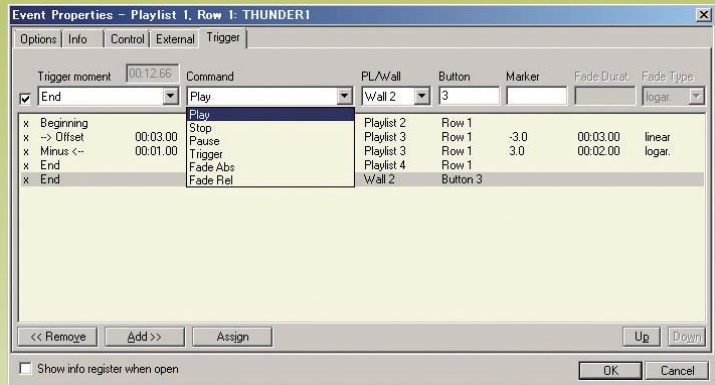 Event Properties - Playlist 1, Row 1: THUNDER1
Options Info Control External Trigger
Trigger moment 00:12.66 Command PL/Wall Button Marker Fade Durat. Fade Type
End Play Wall 2 3 logar.
Play
Stop
Pause
Trigger
Fade Abs
Fade Rel
x Beginning Playlist 2 Row 1
x --> Offset 00:03.00 Playlist 3 Row 1 -3.0 00:03.00 linear
x Minus <-- 00:01.00 Playlist 3 Row 1 3.0 00:02.00 logar.
x End Playlist 4 Row 1
x End Wall 2 Button 3
<< Remove Add >> Assign Up Down
Show info register when open OK Cancel